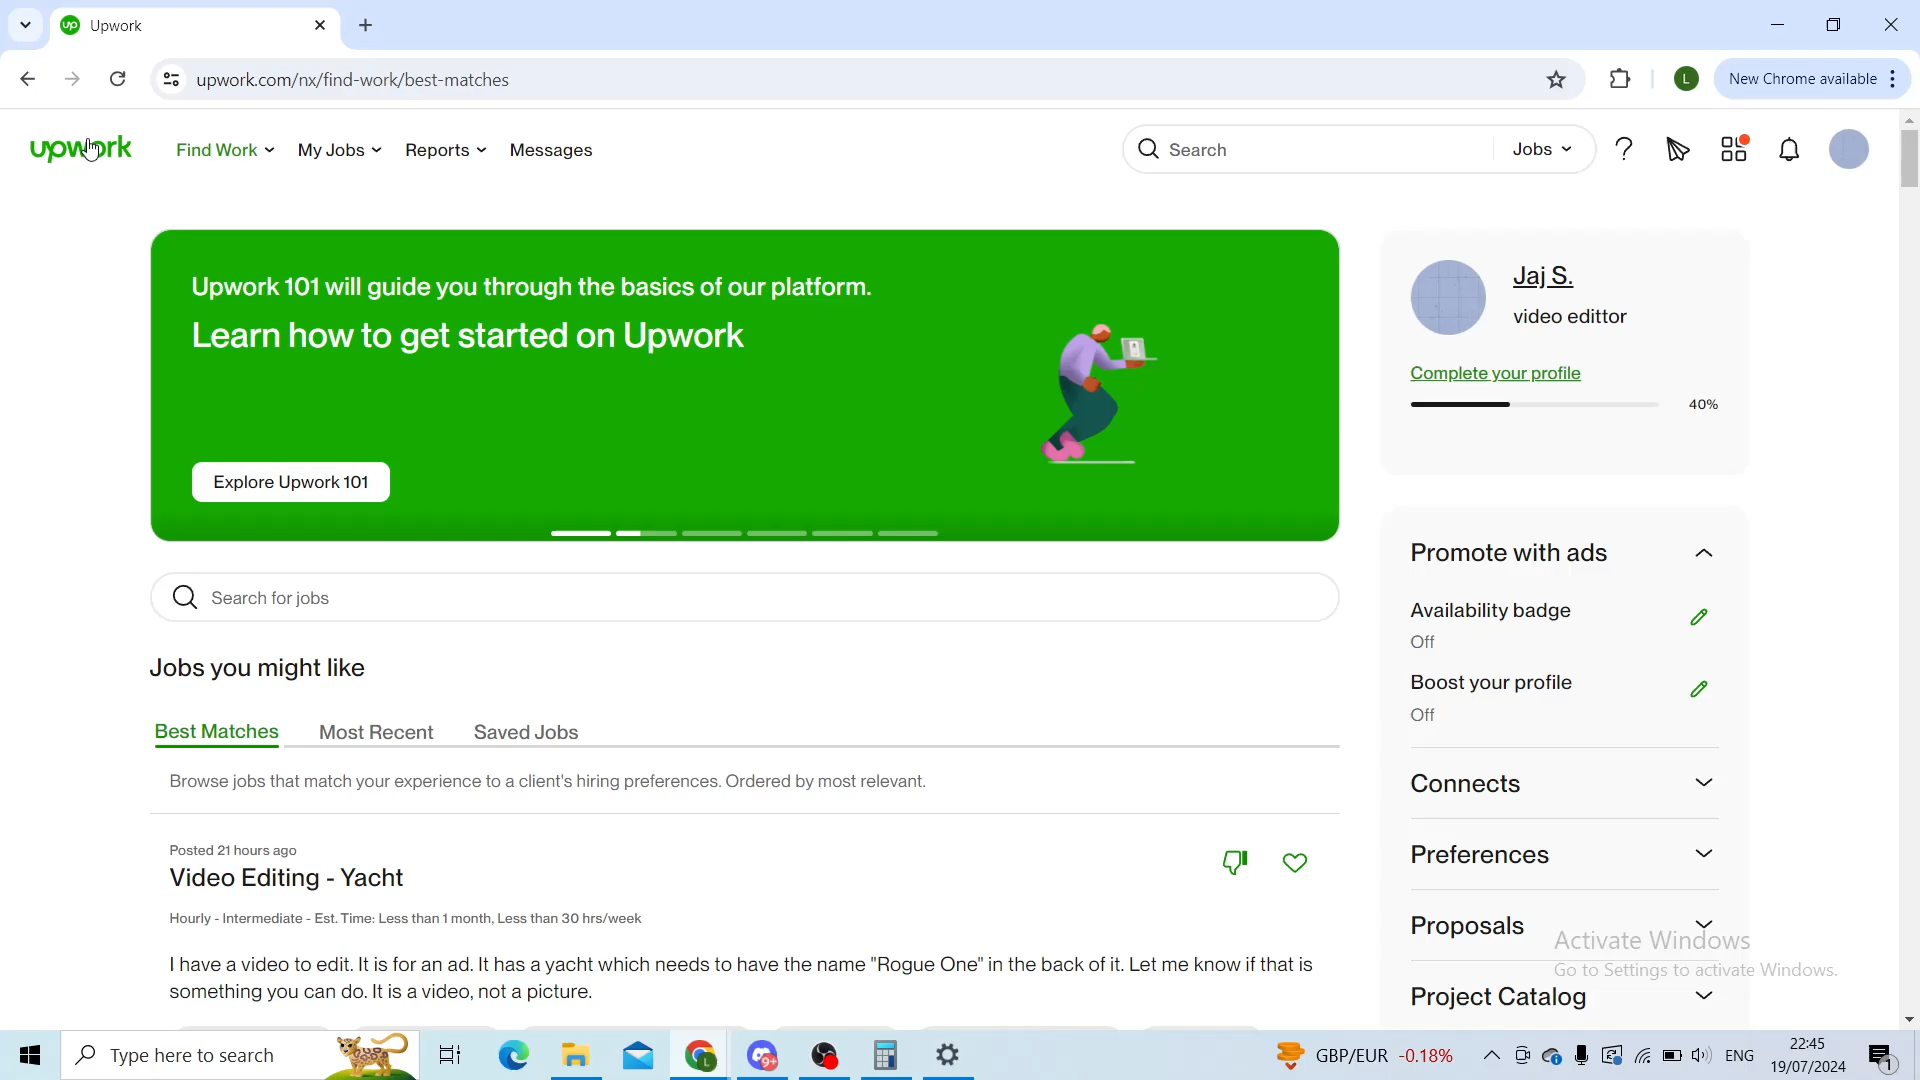 Upwork
upwork.com/nx/find-work/best-matches
L
New Chrome available
upwork
Find Work
My Jobs
Reports
Messages
Search
Jobs
Upwork 101 will guide you through the basics of our platform.
Learn how to get started on Upwork
Explore Upwork 101
Jaj S.
video edittor
Complete your profile
40%
Search for jobs
Promote with ads
Availability badge
Off
Boost your profile
Off
Connects
Preferences
Proposals
Project Catalog
Jobs you might like
Best Matches
Most Recent
Saved Jobs
Browse jobs that match your experience to a client's hiring preferences. Ordered by most relevant.
Posted 21 hours ago
Video Editing - Yacht
Hourly - Intermediate - Est. Time: Less than 1 month, Less than 30 hrs/week
I have a video to edit. It is for an ad. It has a yacht which needs to have the name "Rogue One" in the back of it. Let me know if that is
something you can do. It is a video, not a picture.
Activate Windows
Go to Settings to activate Windows.
Type here to search
L
9+
GBP/EUR -0.18%
ENG
22:45
19/07/2024
1